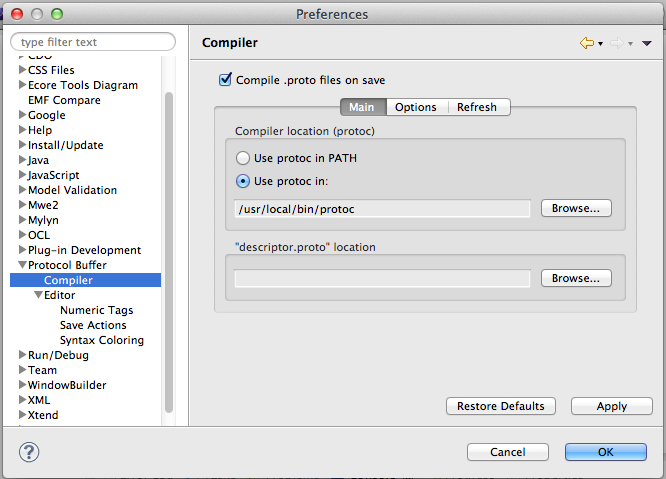 Preferences
type filter text
Compiler
CSS Files
Ecore Tools Diagram
EMF Compare
Google
Help
Install/Update
Java
JavaScript
Model Validation
Mwe2
Mylyn
OCL
Plug-in Development
Protocol Buffer
Compiler
Editor
Numeric Tags
Save Actions
Syntax Coloring
Run/Debug
Team
WindowBuilder
XML
Xtend
Compile .proto files on save
Main Options Refresh
Compiler location (protoc)
Use protoc in PATH
Use protoc in:
/usr/local/bin/protoc Browse...
"descriptor.proto" location
Browse...
Restore Defaults Apply
? Cancel OK